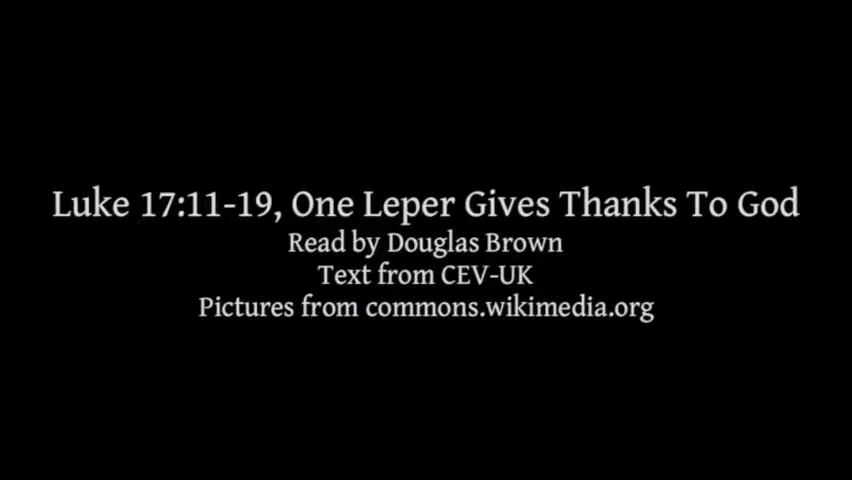 Luke 17:11-19, One Leper Gives Thanks To God
Read by Douglas Brown
Text from CEV-UK
Pictures from commons.wikimedia.org